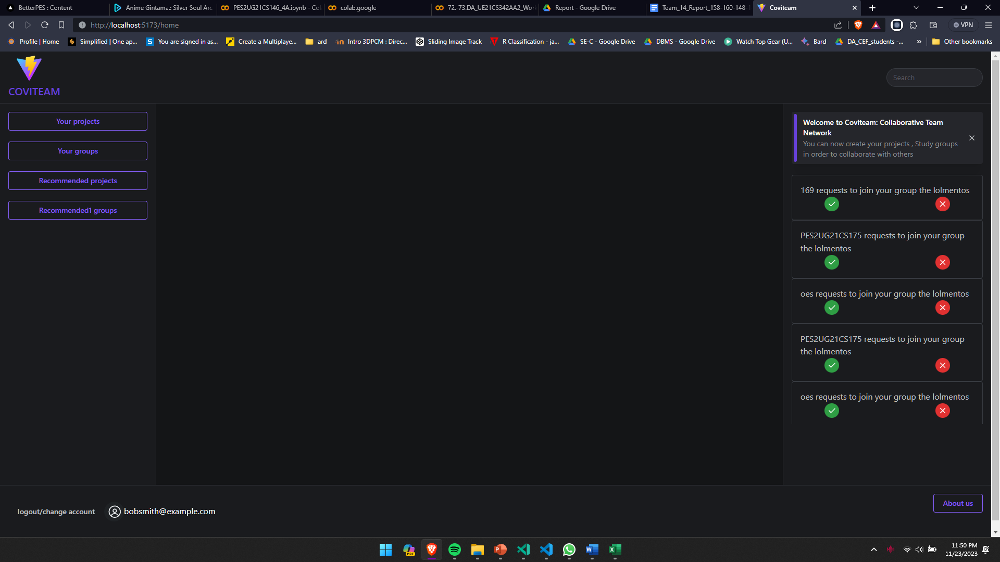 BetterPES : Content
Anime Gintama.: Silver Soul Arc
PES2UG21CS146_4A.ipynb - Col
colab.google
72.-73.DA_UE21CS342AA2_Work
Report - Google Drive
Team_14_Report_158-160-148-1
Coviteam
http://localhost:5173/home
VPN
Profile | Home
Simplified | One ap...
You are signed in as...
Create a Multiplaye...
ard
Intro 3DPCM : Direc...
Sliding Image Track
R Classification - ja...
SE-C - Google Drive
DBMS - Google Drive
Watch Top Gear (U...
Bard
DA_CEF_students -...
Other bookmarks
COVITEAM
Search
Your projects
Your groups
Recommended projects
Recommended1 groups
Welcome to Coviteam: Collaborative Team
Network
You can now create your projects , Study groups
in order to collaborate with others
169 requests to join your group the lolmentos
PES2UG21CS175 requests to join your group
the lolmentos
oes requests to join your group the lolmentos
PES2UG21CS175 requests to join your group
the lolmentos
oes requests to join your group the lolmentos
logout/change account
bobsmith@example.com
About us
PRE
11:50 PM
11/23/2023